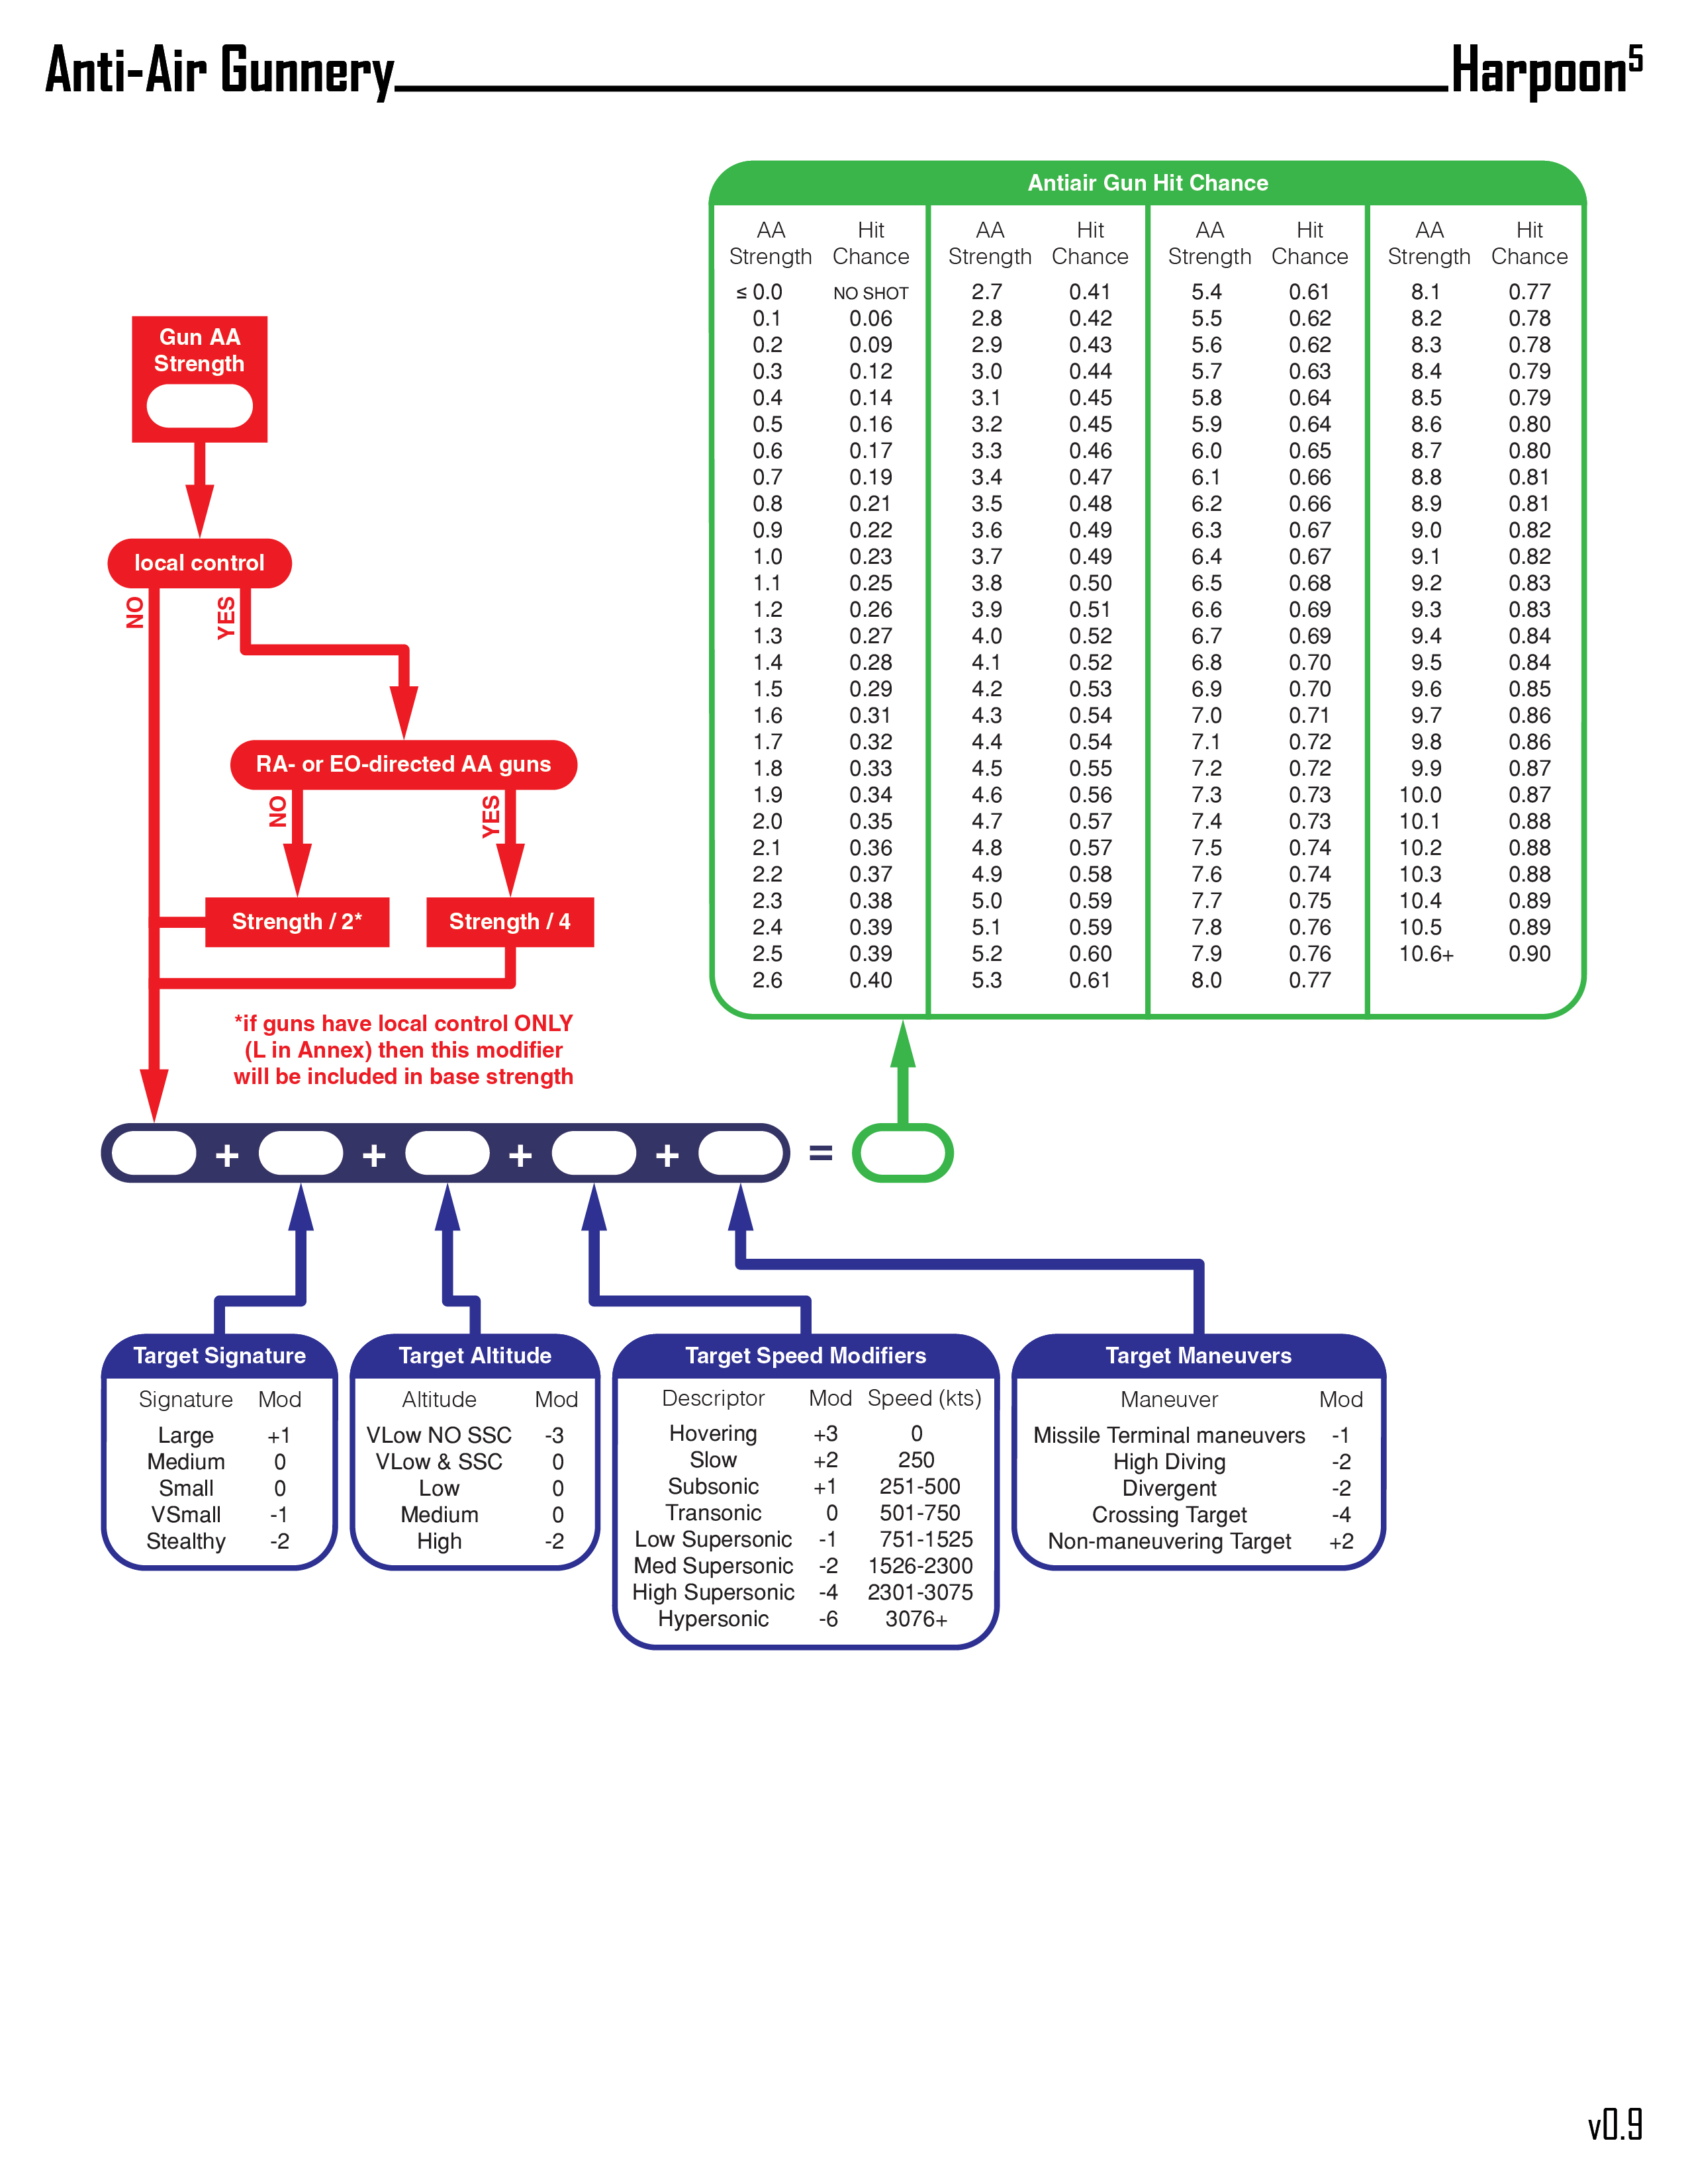 Anti-Air Gunnery Harpoon5
Antiair Gun Hit Chance
AA Hit AA Hit AA Hit AA Hit
Strength Chance Strength Chance Strength Chance Strength Chance
≤ 0.0 NO SHOT 2.7 0.41 5.4 0.61 8.1 0.77
0.1 0.06 2.8 0.42 5.5 0.62 8.2 0.78
0.2 0.09 2.9 0.43 5.6 0.62 8.3 0.78
0.3 0.12 3.0 0.44 5.7 0.63 8.4 0.79
0.4 0.14 3.1 0.45 5.8 0.64 8.5 0.79
0.5 0.16 3.2 0.45 5.9 0.64 8.6 0.80
0.6 0.17 3.3 0.46 6.0 0.65 8.7 0.80
0.7 0.19 3.4 0.47 6.1 0.66 8.8 0.81
0.8 0.21 3.5 0.48 6.2 0.66 8.9 0.81
0.9 0.22 3.6 0.49 6.3 0.67 9.0 0.82
1.0 0.23 3.7 0.49 6.4 0.67 9.1 0.82
1.1 0.25 3.8 0.50 6.5 0.68 9.2 0.83
1.2 0.26 3.9 0.51 6.6 0.69 9.3 0.83
1.3 0.27 4.0 0.52 6.7 0.69 9.4 0.84
1.4 0.28 4.1 0.52 6.8 0.70 9.5 0.84
1.5 0.29 4.2 0.53 6.9 0.70 9.6 0.85
1.6 0.31 4.3 0.54 7.0 0.71 9.7 0.86
1.7 0.32 4.4 0.54 7.1 0.72 9.8 0.86
1.8 0.33 4.5 0.55 7.2 0.72 9.9 0.87
1.9 0.34 4.6 0.56 7.3 0.73 10.0 0.87
2.0 0.35 4.7 0.57 7.4 0.73 10.1 0.88
2.1 0.36 4.8 0.57 7.5 0.74 10.2 0.88
2.2 0.37 4.9 0.58 7.6 0.74 10.3 0.88
2.3 0.38 5.0 0.59 7.7 0.75 10.4 0.89
2.4 0.39 5.1 0.59 7.8 0.76 10.5 0.89
2.5 0.39 5.2 0.60 7.9 0.76 10.6+ 0.90
2.6 0.40 5.3 0.61 8.0 0.77
Gun AA
Strength
local control
NO YES
RA- or EO-directed AA guns
NO YES
Strength / 2* Strength / 4
*if guns have local control ONLY
(L in Annex) then this modifier
will be included in base strength
+ + + + =
Target Signature
Signature Mod
Large +1
Medium 0
Small 0
VSmall -1
Stealthy -2
Target Altitude
Altitude Mod
VLow NO SSC -3
VLow & SSC 0
Low 0
Medium 0
High -2
Target Speed Modifiers
Descriptor Mod Speed (kts)
Hovering +3 0
Slow +2 250
Subsonic +1 251-500
Transonic 0 501-750
Low Supersonic -1 751-1525
Med Supersonic -2 1526-2300
High Supersonic -4 2301-3075
Hypersonic -6 3076+
Target Maneuvers
Maneuver Mod
Missile Terminal maneuvers -1
High Diving -2
Divergent -2
Crossing Target -4
Non-maneuvering Target +2
v0.9